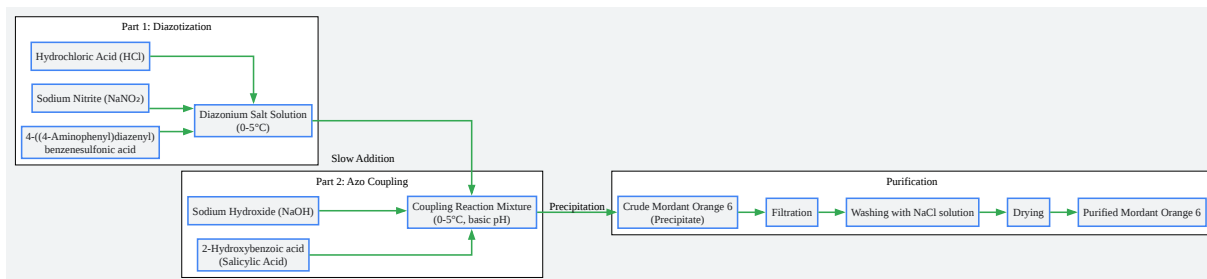 Part 1: Diazotization
Hydrochloric Acid (HCl)
Sodium Nitrite (NaNO₂)
4-((4-Aminophenyl)diazenyl)
benzenesulfonic acid
Diazonium Salt Solution
(0-5°C)
Slow Addition
Part 2: Azo Coupling
Sodium Hydroxide (NaOH)
2-Hydroxybenzoic acid
(Salicylic Acid)
Coupling Reaction Mixture
(0-5°C, basic pH)
Precipitation
Purification
Crude Mordant Orange 6
(Precipitate)
Filtration
Washing with NaCl solution
Drying
Purified Mordant Orange 6